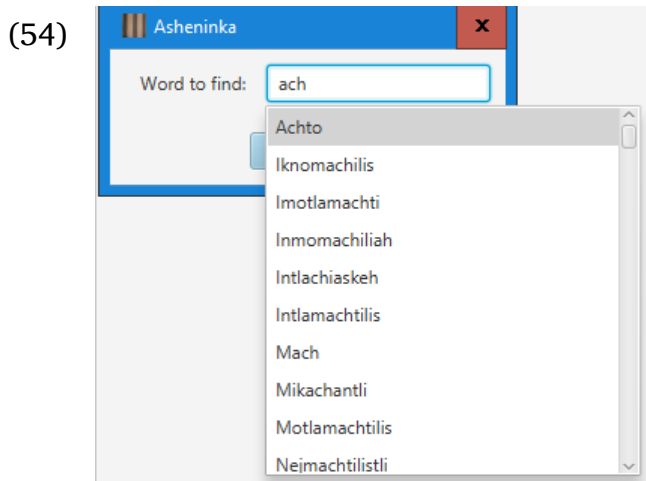 (54)
Asheninka x
Word to find: ach
Achto
Iknomachilis
Imotlamachti
Inmomachiliah
Intlachiaskeh
Intlamachtilis
Mach
Mikachantli
Motlamachtilis
Nejmachtilistli